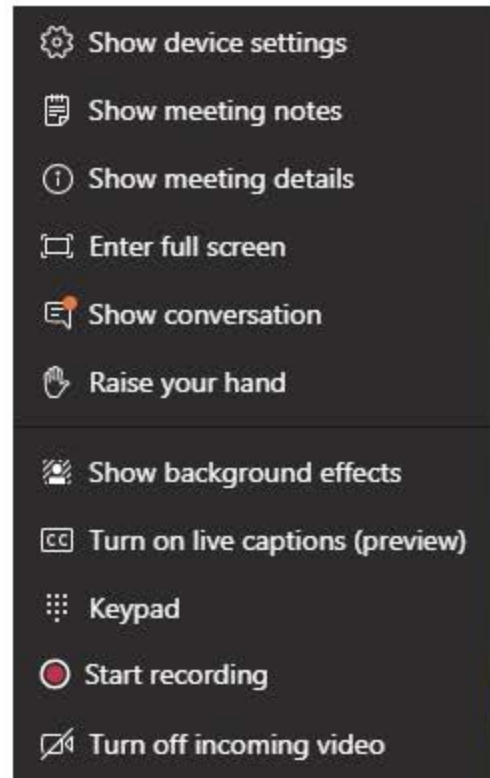 Show device settings
Show meeting notes
Show meeting details
Enter full screen
Show conversation
Raise your hand
Show background effects
CC Turn on live captions (preview)
Keypad
Start recording
Turn off incoming video